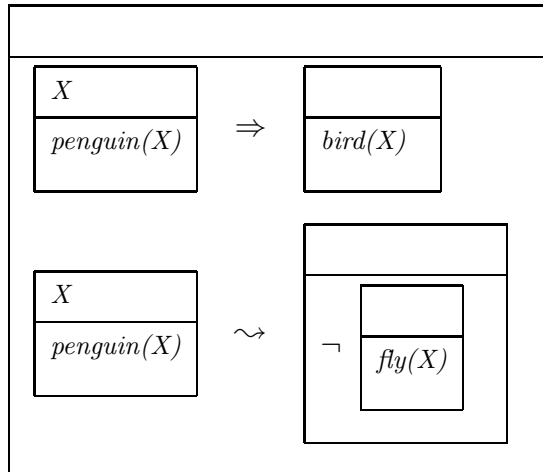 X
penguin(X) ⇒ bird(X)
X
penguin(X) ⤳ ¬ fly(X)